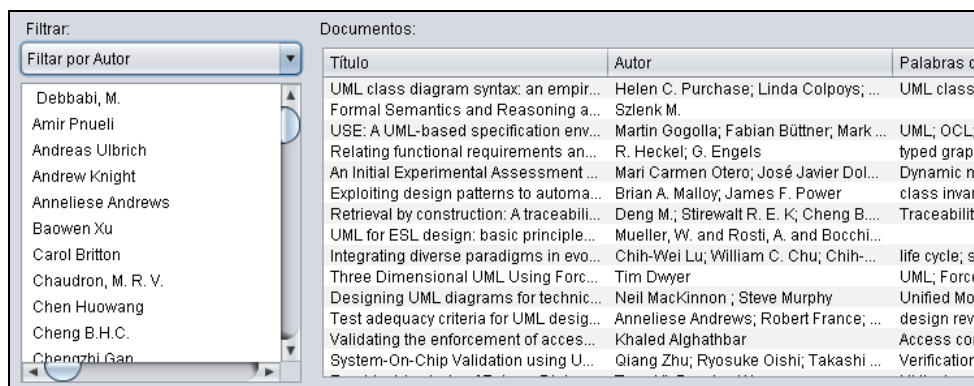 Filtrar:
Filtar por Autor
Debbabi, M.
Amir Pnueli
Andreas Ulbrich
Andrew Knight
Anneliese Andrews
Baowen Xu
Carol Britton
Chaudron, M. R. V.
Chen Huowang
Cheng B.H.C.
Chengzhi Gan
Documentos:
Título Autor Palabras c
UML class diagram syntax: an empir... Helen C. Purchase; Linda Colpoys; ... UML class
Formal Semantics and Reasoning a... Szlenk M.
USE: A UML-based specification env... Martin Gogolla; Fabian Büttner; Mark ... UML; OCL;
Relating functional requirements an... R. Heckel; G. Engels typed grap
An Initial Experimental Assessment ... Mari Carmen Otero; José Javier Dol... Dynamic m
Exploiting design patterns to automa... Brian A. Malloy; James F. Power class invar
Retrieval by construction: A traceabili... Deng M.; Stirewalt R. E. K; Cheng B.... Traceabilit
UML for ESL design: basic principle... Mueller, W. and Rosti, A. and Bocchi...
Integrating diverse paradigms in evo... Chih-Wei Lu; William C. Chu; Chih-... life cycle; s
Three Dimensional UML Using Forc... Tim Dwyer UML; Force
Designing UML diagrams for technic... Neil MacKinnon ; Steve Murphy Unified Mo
Test adequacy criteria for UML desig... Anneliese Andrews; Robert France; ... design rev
Validating the enforcement of acces... Khaled Alghathbar Access cor
System-On-Chip Validation using U... Qiang Zhu; Ryosuke Oishi; Takashi ... Verification